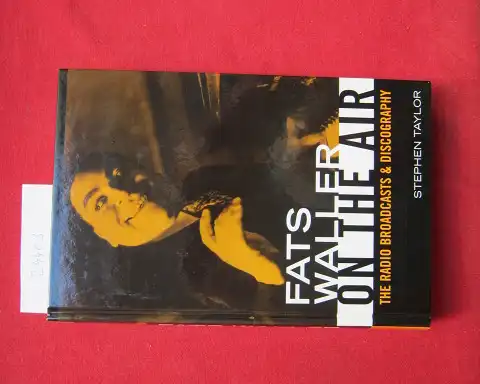 FATS
WALLER
ON THE AIR
THE RADIO BROADCASTS & DISCOGRAPHY
STEPHEN TAYLOR